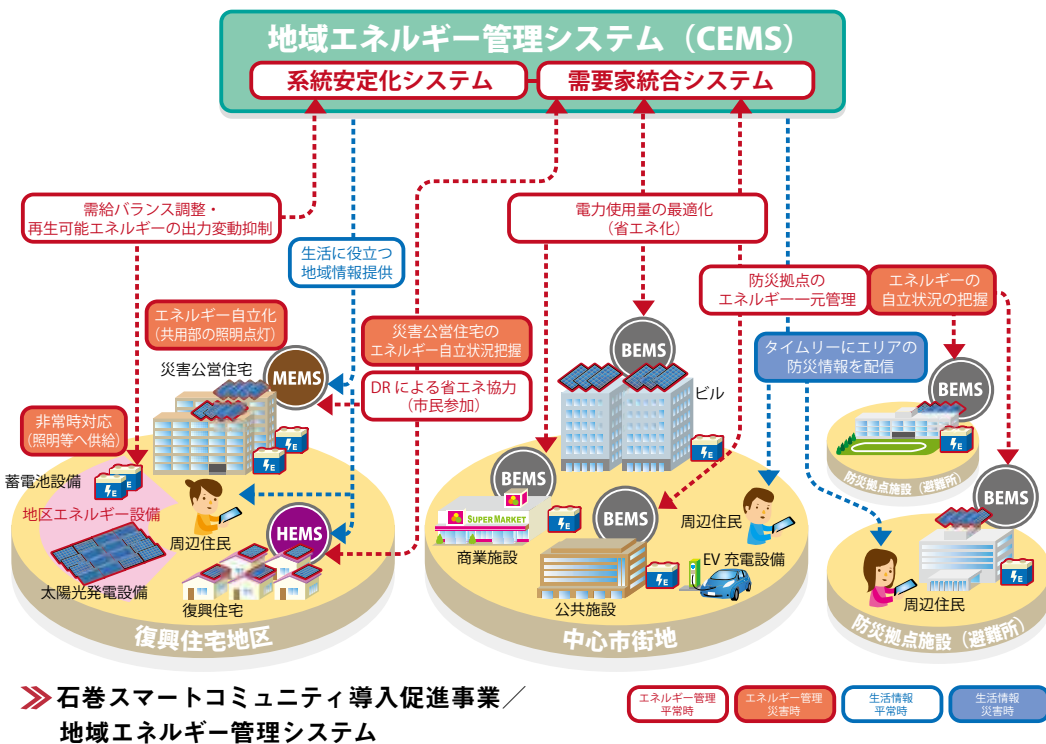 地域エネルギー管理システム（CEMS）
系統安定化システム
需要家統合システム
需給バランス調整・
再生可能エネルギーの出力変動抑制
電力使用量の最適化
（省エネ化）
生活に役立つ
地域情報提供
防災拠点の
エネルギー一元管理
エネルギーの
自立状況の把握
エネルギー自立化
（共用部の照明点灯）
災害公営住宅の
エネルギー自立状況把握
タイムリーにエリアの
防災情報を配信
災害公営住宅
MEMS
DRによる省エネ協力
（市民参加）
BEMS
ビル
BEMS
非常時対応
（照明等へ供給）
E
E
E
E
E
E
E
蓄電池設備
地区エネルギー設備
周辺住民
HEMS
太陽光発電設備
復興住宅
復興住宅地区
BEMS
SUPERMARKET
E
商業施設
BEMS
公共施設
E
周辺住民
EV充電設備
中心市街地
防災拠点施設（避難所）
BEMS
E
周辺住民
防災拠点施設（避難所）
石巻スマートコミュニティ導入促進事業／
地域エネルギー管理システム
エネルギー管理
平常時
エネルギー管理
災害時
生活情報
平常時
生活情報
災害時